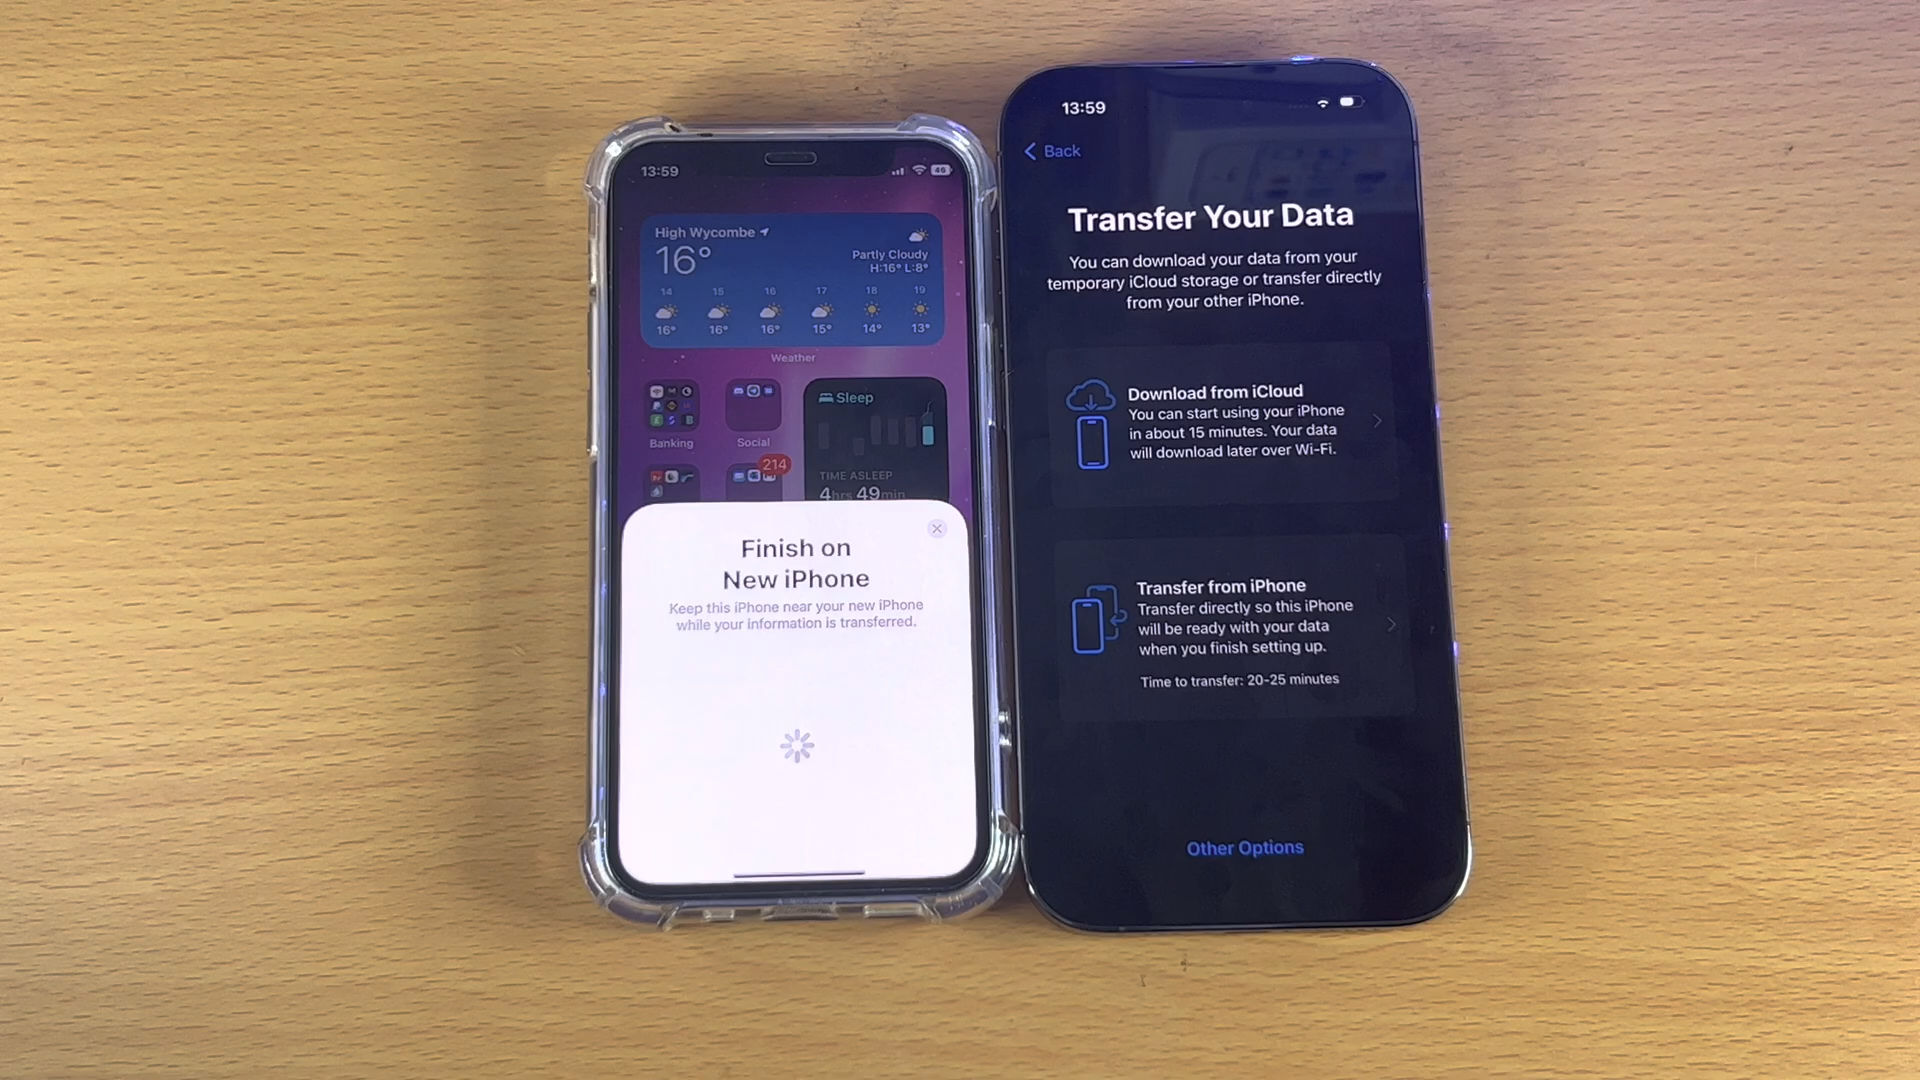 13:59
46
High Wycombe
16°
Partly Cloudy
H:16° L:8°
14 15 16 17 18 19
16° 16° 16° 15° 14° 13°
Weather
Banking
Social
Sleep
214
TIME ASLEEP
4hrs 49min
Finish on
New iPhone
Keep this iPhone near your new iPhone
while your information is transferred.
13:59
Back
Transfer Your Data
You can download your data from your
temporary iCloud storage or transfer directly
from your other iPhone.
Download from iCloud
You can start using your iPhone
in about 15 minutes. Your data
will download later over Wi-Fi.
Transfer from iPhone
Transfer directly so this iPhone
will be ready with your data
when you finish setting up.
Time to transfer: 20-25 minutes
Other Options